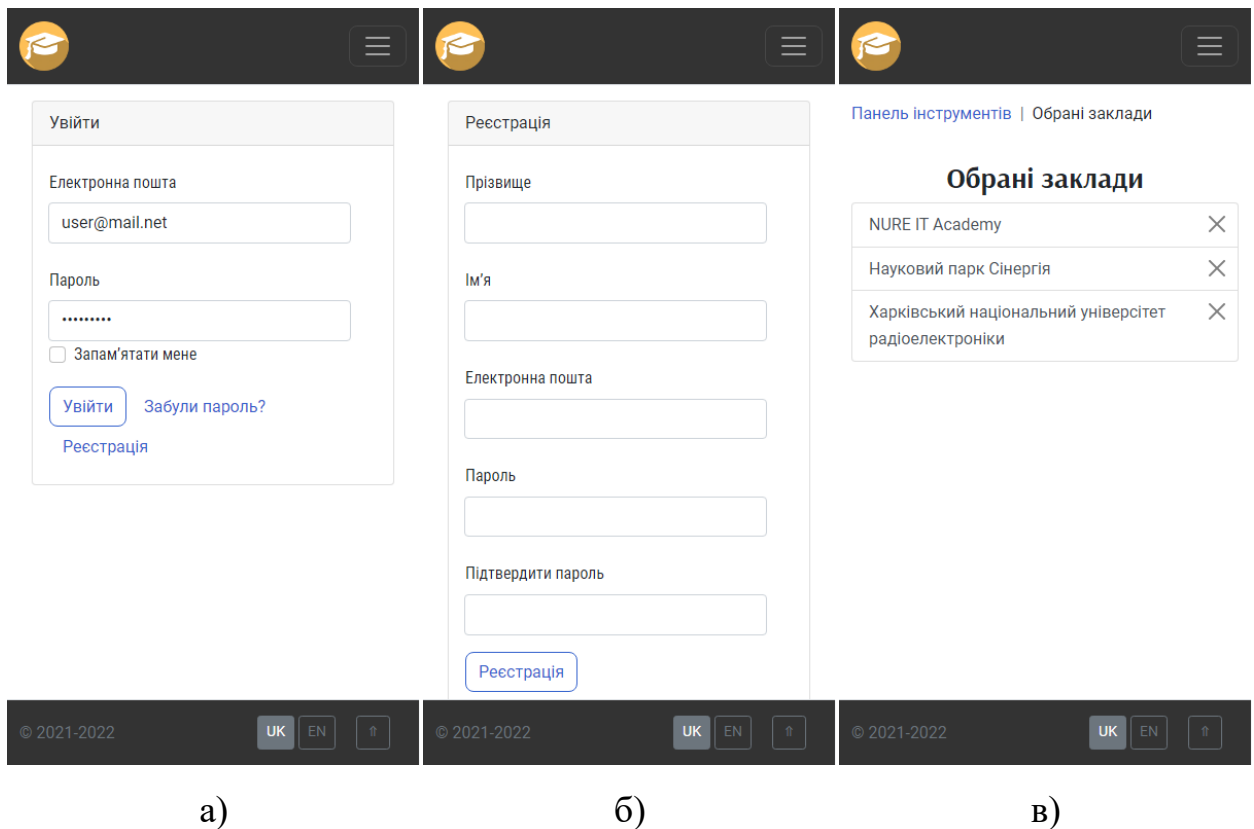 Увійти
Електронна пошта
user@mail.net
Пароль
•••••••••
Запам'ятати мене
Увійти
Забули пароль?
Реєстрація
© 2021-2022
UK
EN
⇑
а)
Реєстрація
Прізвище
Ім'я
Електронна пошта
Пароль
Підтвердити пароль
Реєстрація
© 2021-2022
UK
EN
⇑
б)
Панель інструментів | Обрані заклади
Обрані заклади
NURE IT Academy
Науковий парк Сінергія
Харківський національний університет
радіоелектроніки
© 2021-2022
UK
EN
⇑
в)